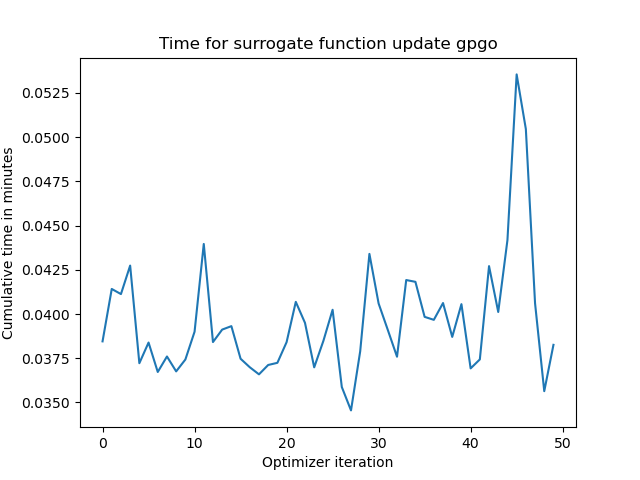 Time for surrogate function update gpgo
Cumulative time in minutes
0.0525
0.0500
0.0475
0.0450
0.0425
0.0400
0.0375
0.0350
0 10 20 30 40 50
Optimizer iteration